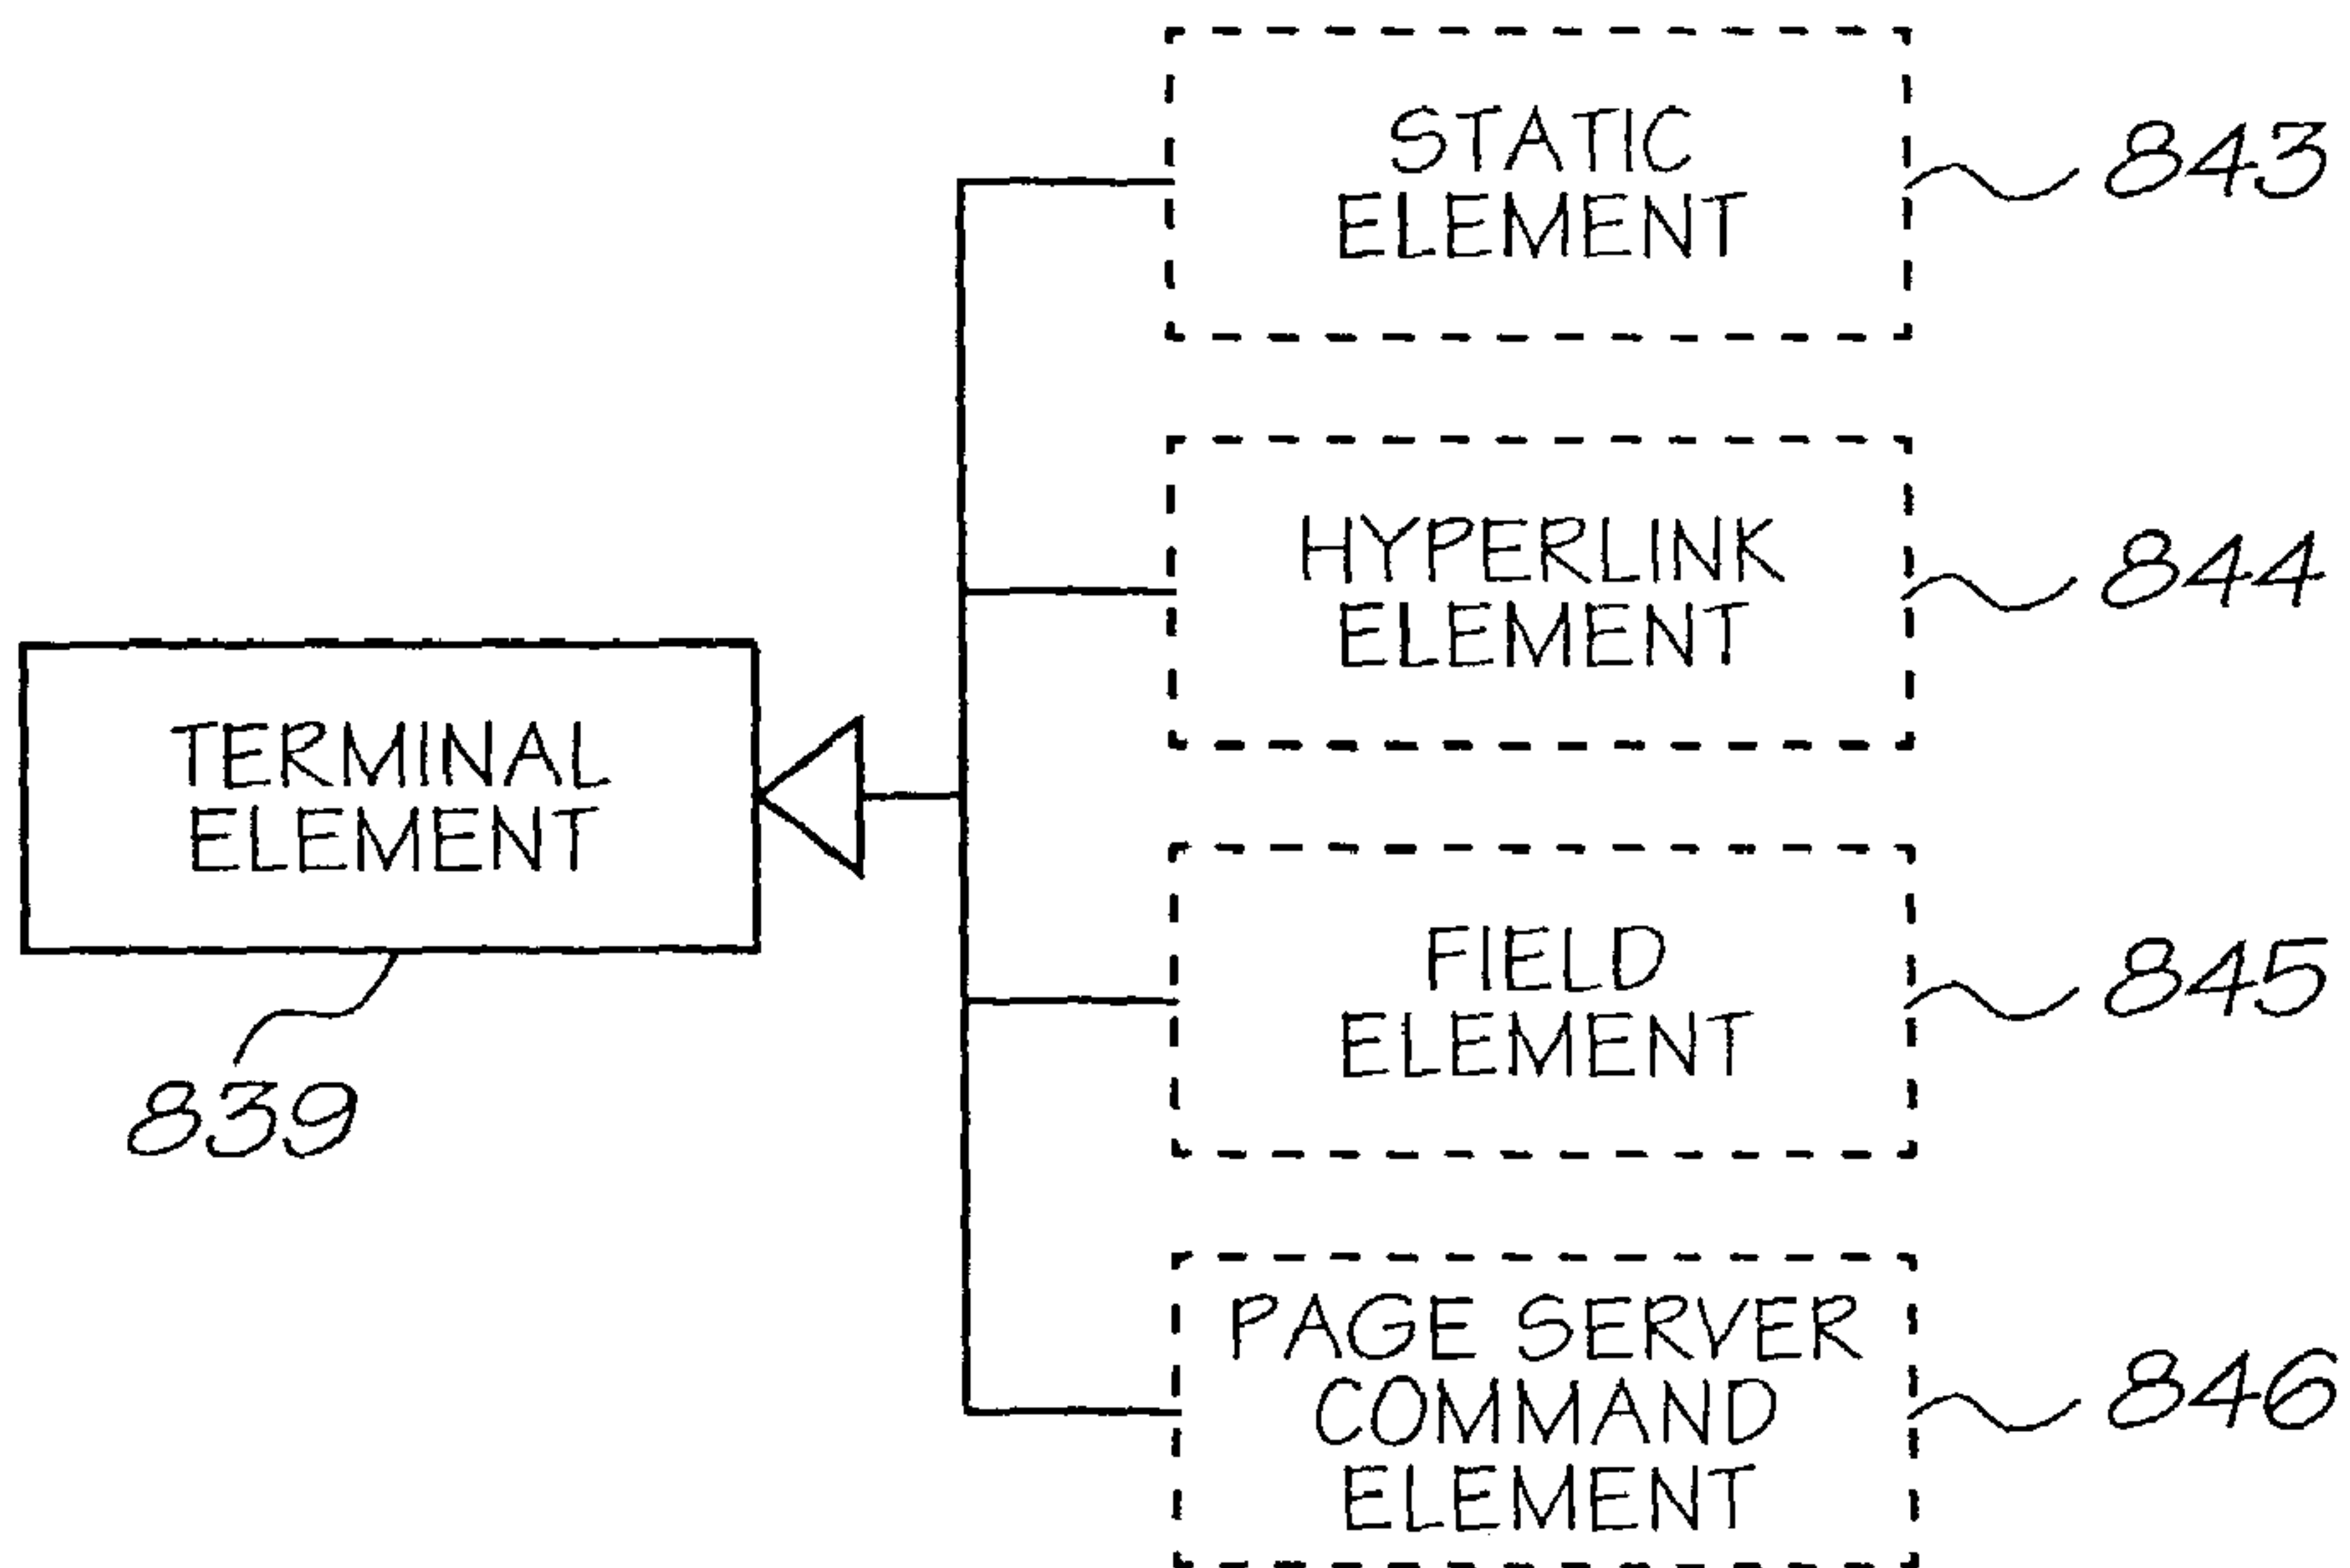 STATIC
ELEMENT
843
HYPERLINK
ELEMENT
844
TERMINAL
ELEMENT
839
FIELD
ELEMENT
845
PAGE SERVER
COMMAND
ELEMENT
846